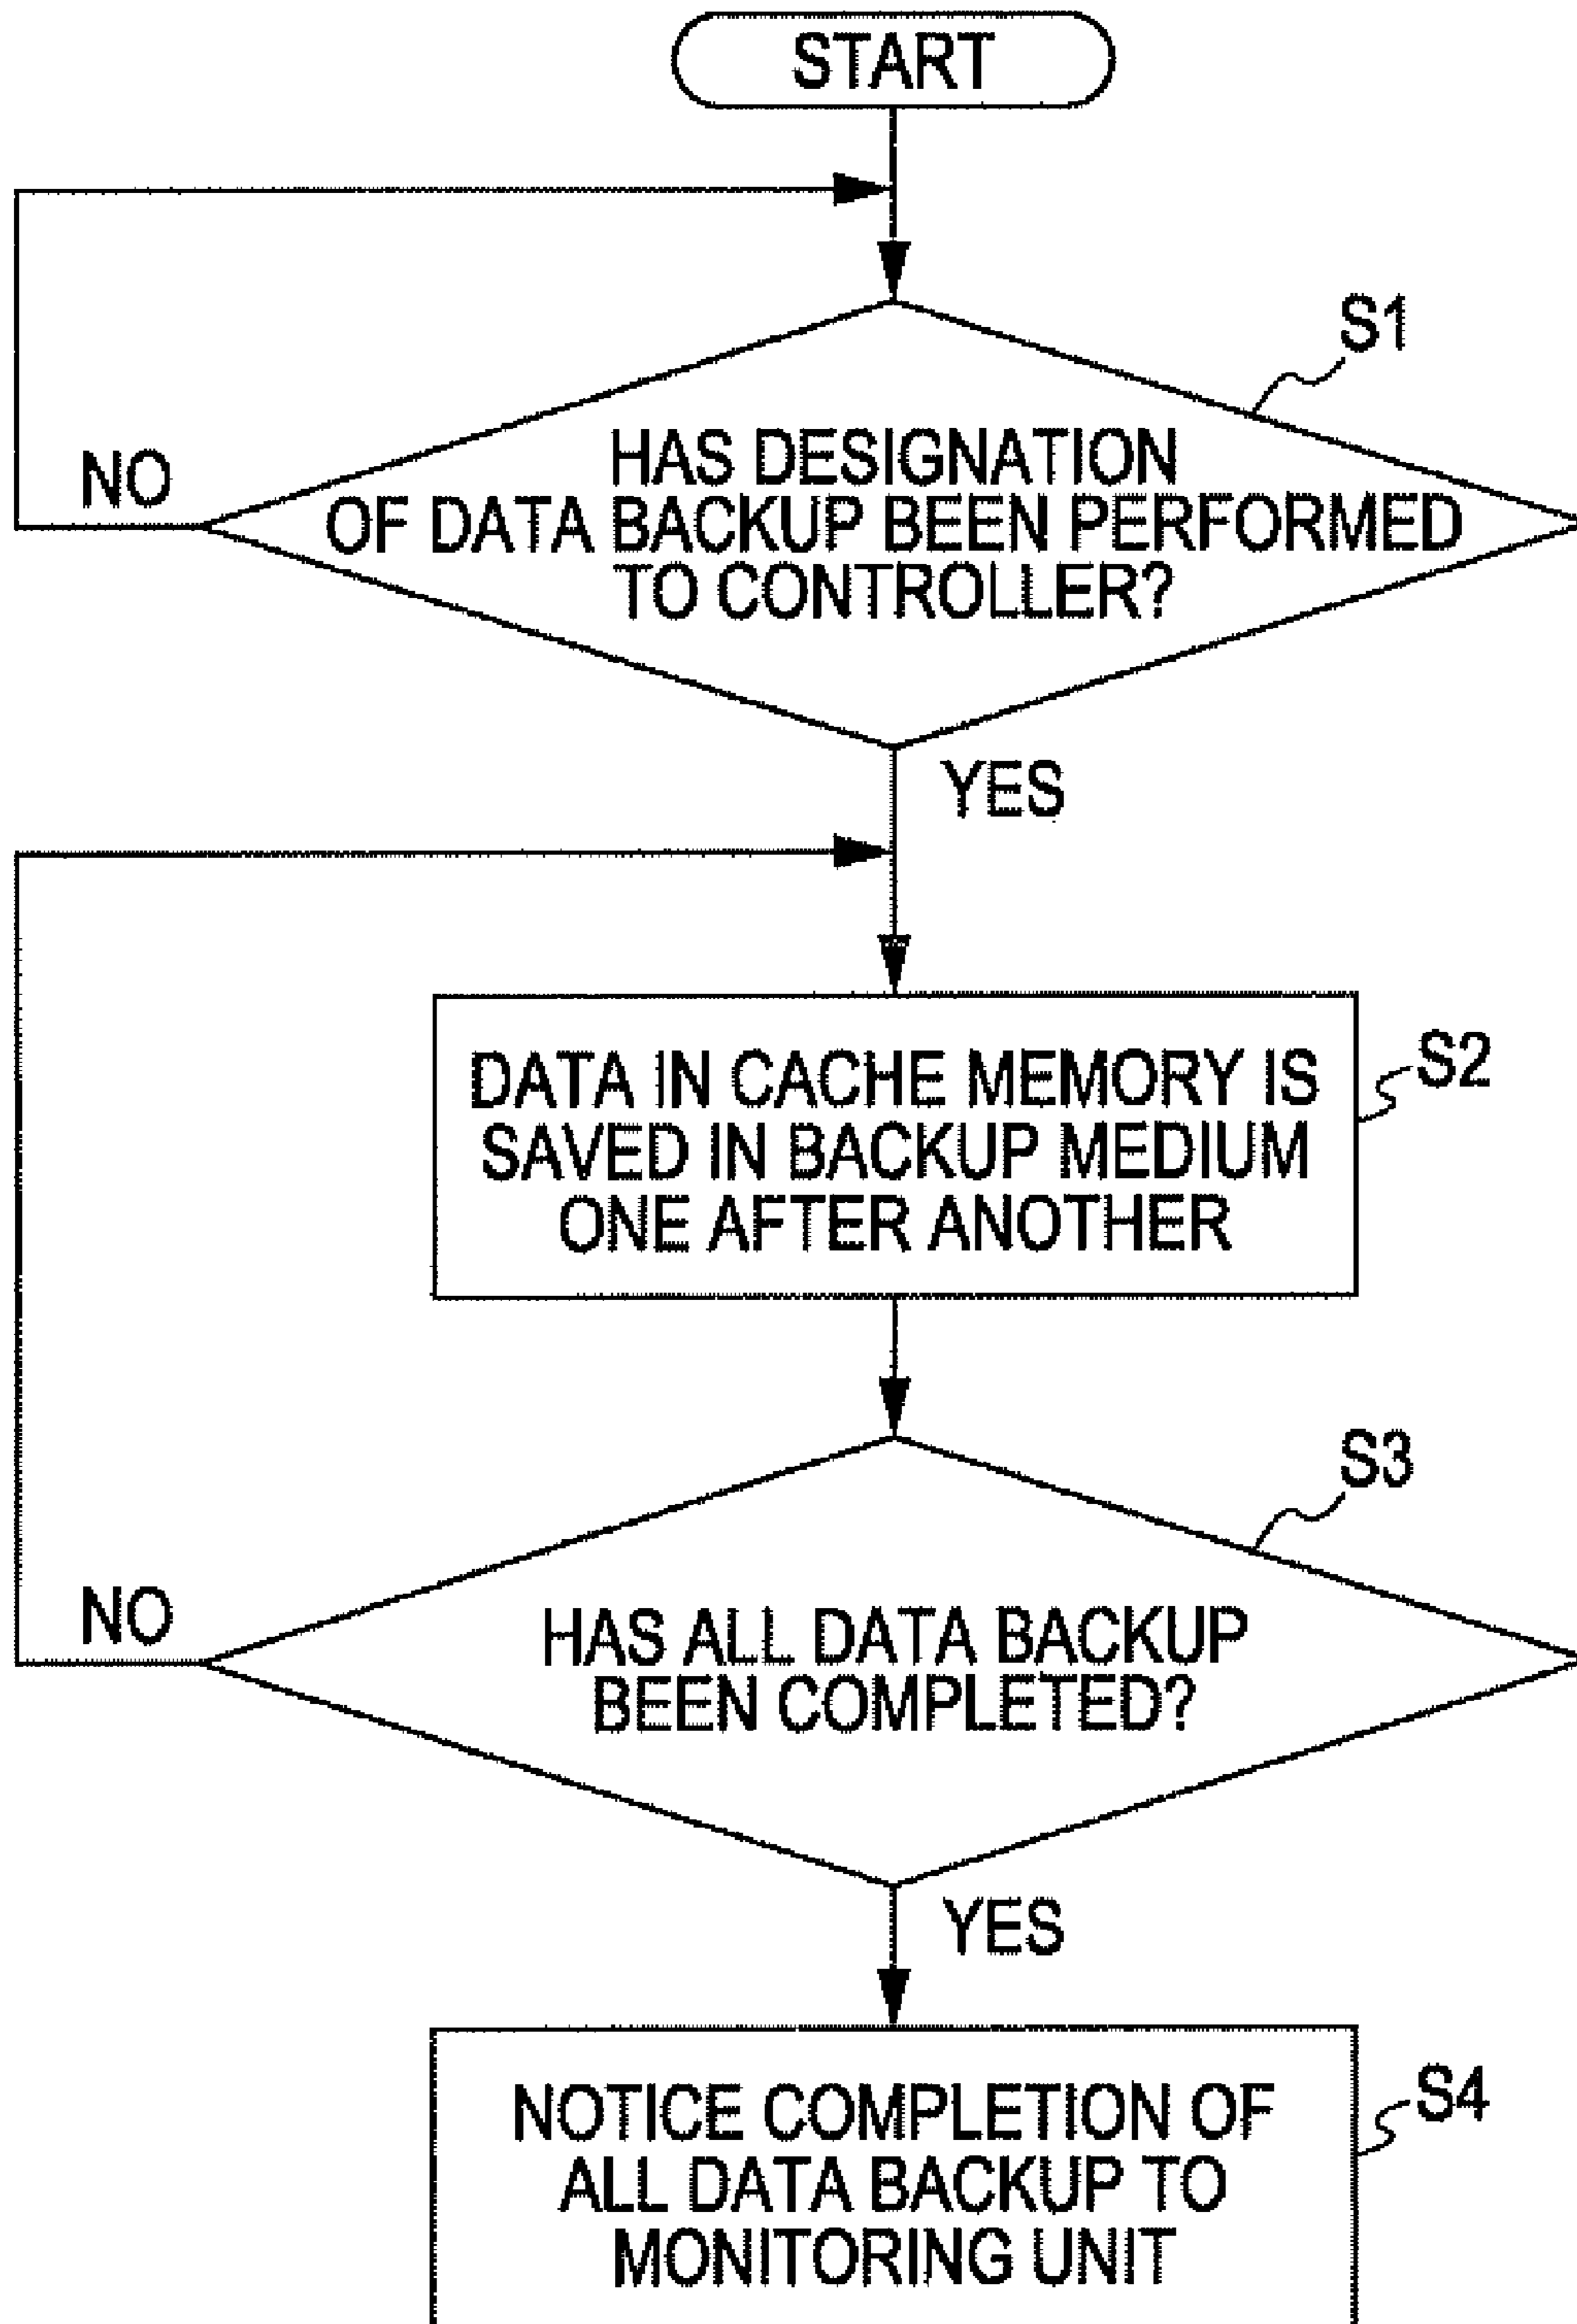 START
S1
NO
HAS DESIGNATION
OF DATA BACKUP BEEN PERFORMED
TO CONTROLLER?
YES
S2
DATA IN CACHE MEMORY IS
SAVED IN BACKUP MEDIUM
ONE AFTER ANOTHER
S3
NO
HAS ALL DATA BACKUP
BEEN COMPLETED?
YES
S4
NOTICE COMPLETION OF
ALL DATA BACKUP TO
MONITORING UNIT